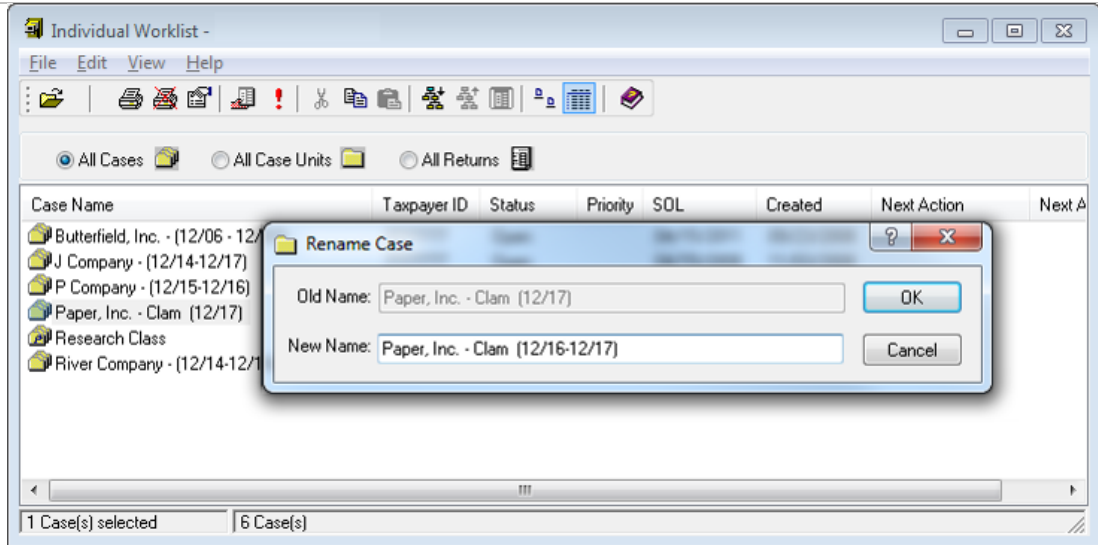 Individual Worklist -
File Edit View Help
All Cases All Case Units All Returns
Case Name Taxpayer ID Status Priority SOL Created Next Action Next A
Butterfield, Inc. - (12/06 - 12/
J Company - (12/14-12/17)
P Company - (12/15-12/16)
Paper, Inc. - Clam (12/17)
Research Class
River Company - (12/14-12/1
Rename Case
Old Name: Paper, Inc. - Clam (12/17) OK
New Name: Paper, Inc. - Clam (12/16-12/17) Cancel
1 Case(s) selected 6 Case(s)